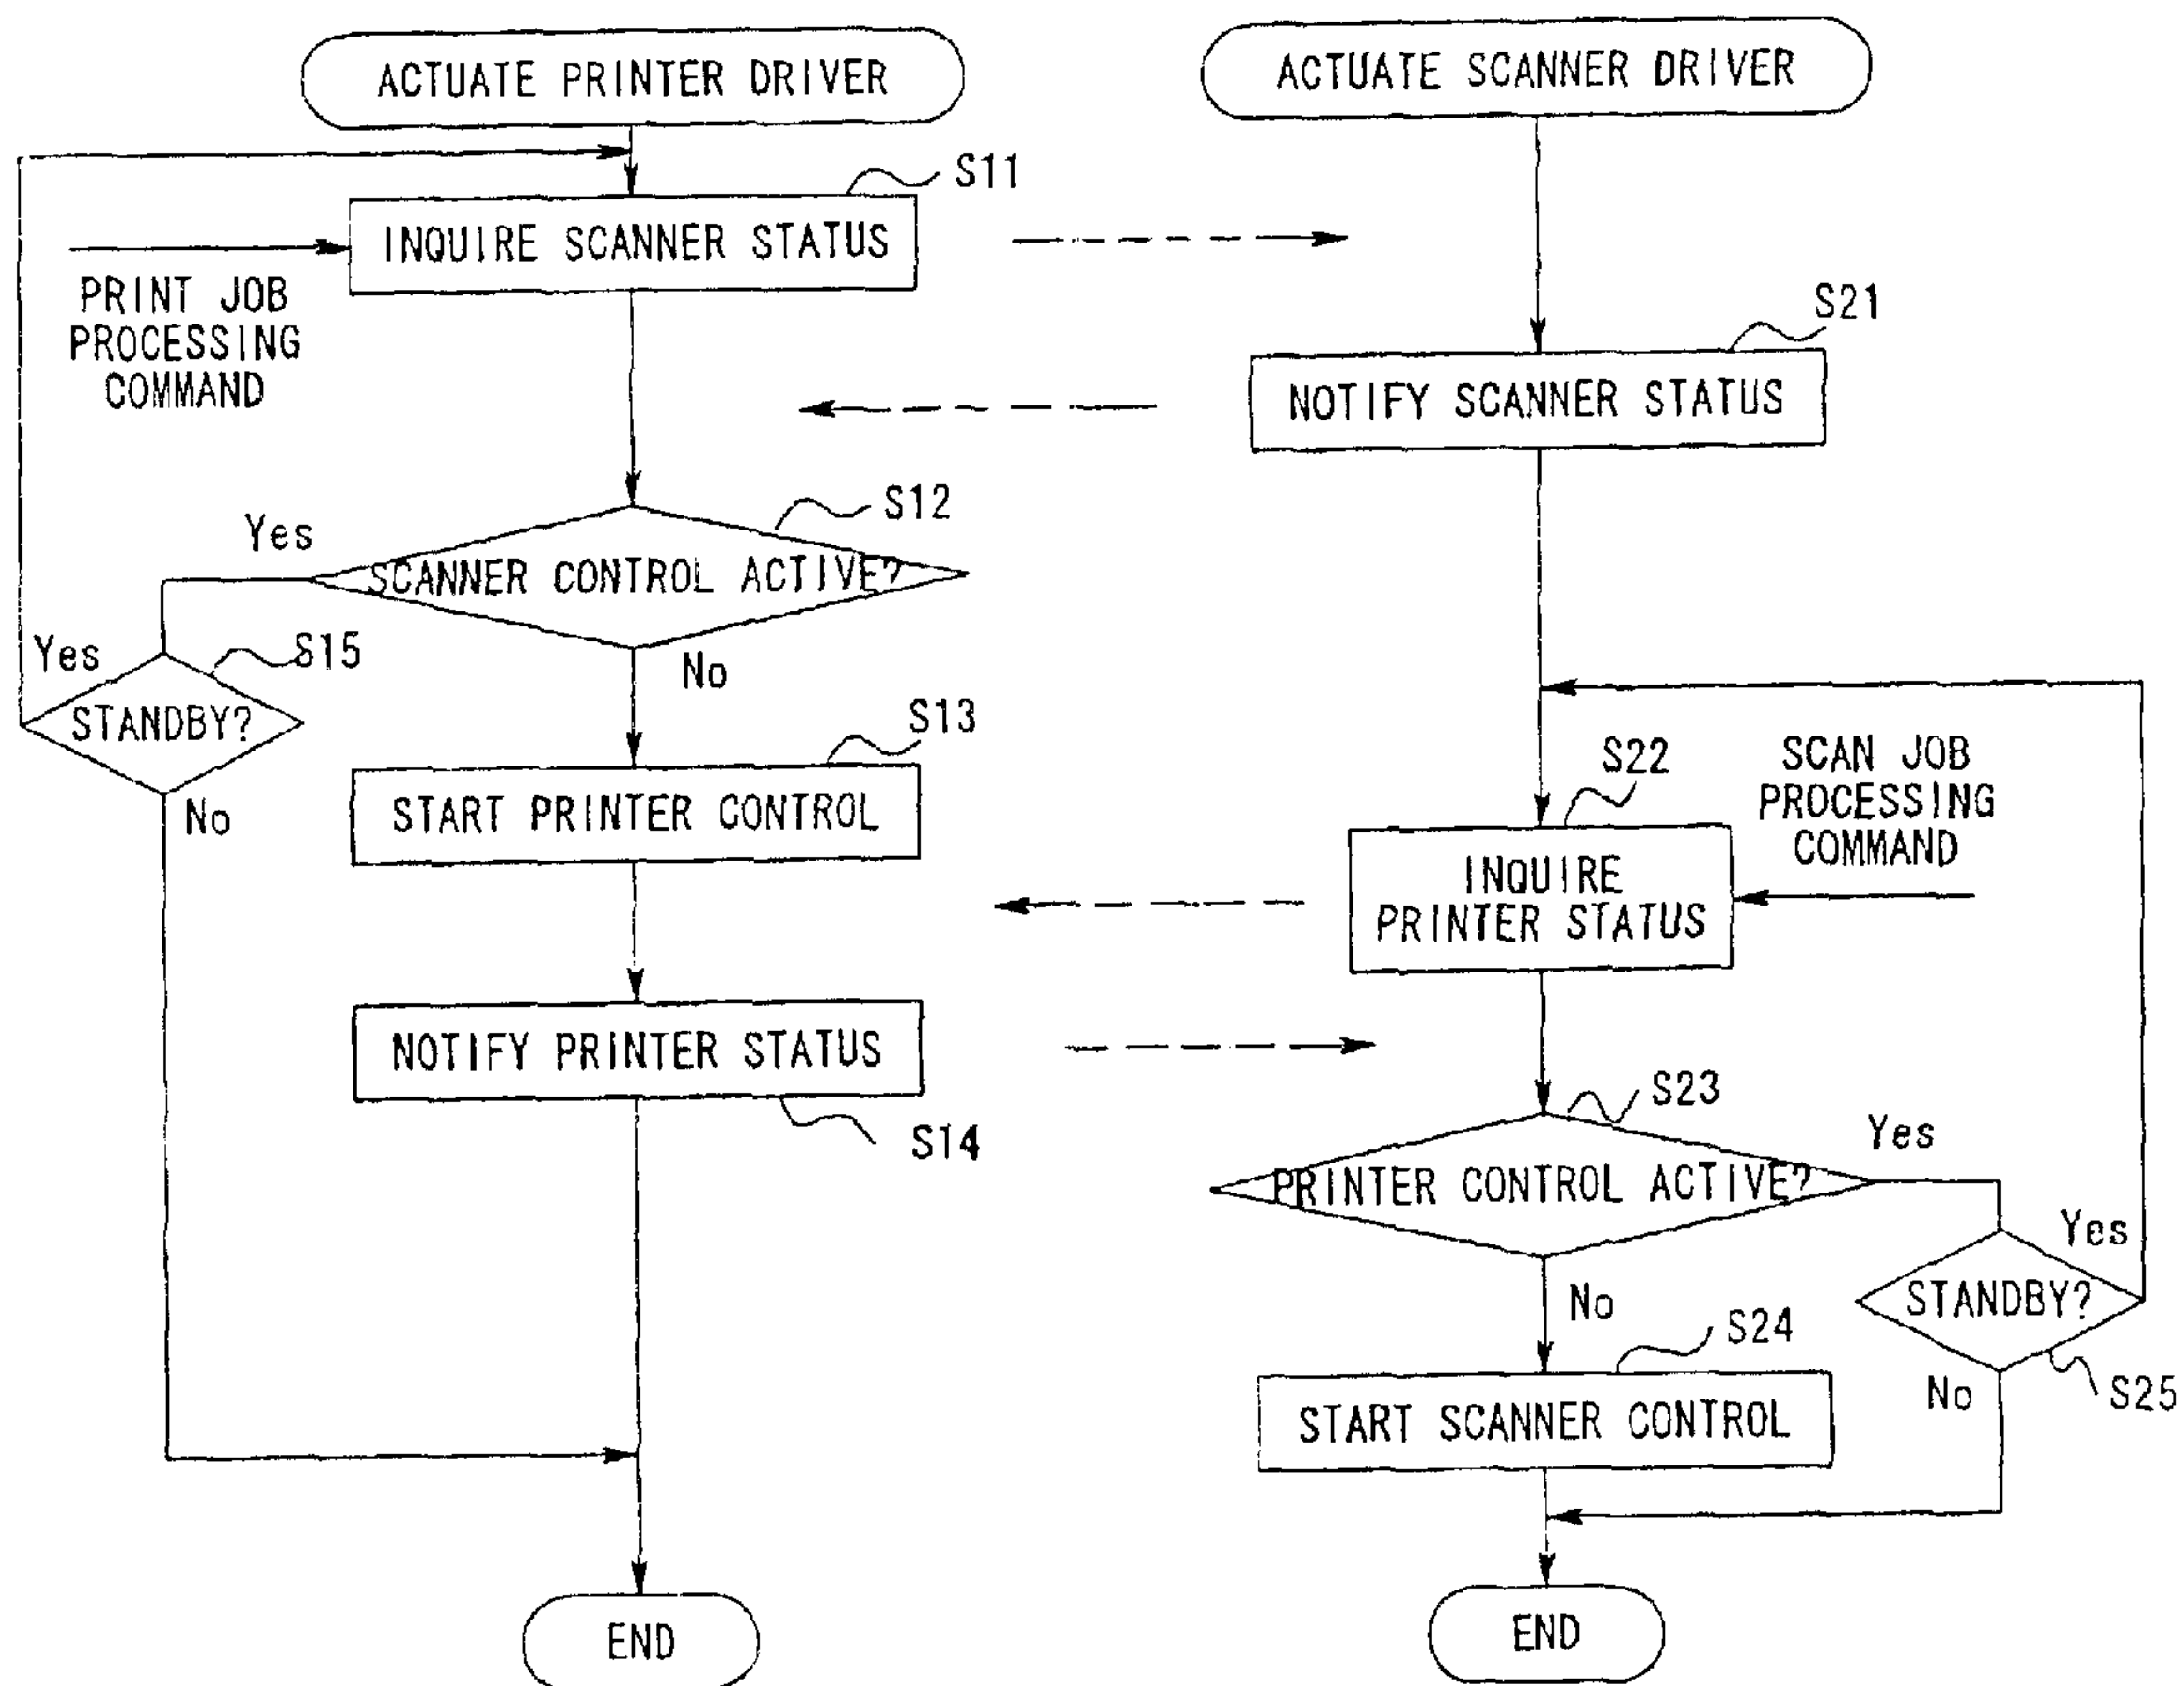 ACTUATE PRINTER DRIVER
S11
INQUIRE SCANNER STATUS
PRINT JOB
PROCESSING
COMMAND
S12
Yes
SCANNER CONTROL ACTIVE?
Yes
S15
STANDBY?
No
No
S13
START PRINTER CONTROL
NOTIFY PRINTER STATUS
S14
END
ACTUATE SCANNER DRIVER
S21
NOTIFY SCANNER STATUS
S22
SCAN JOB
PROCESSING
COMMAND
INQUIRE
PRINTER STATUS
S23
Yes
PRINTER CONTROL ACTIVE?
Yes
STANDBY?
No
S25
No
S24
START SCANNER CONTROL
END